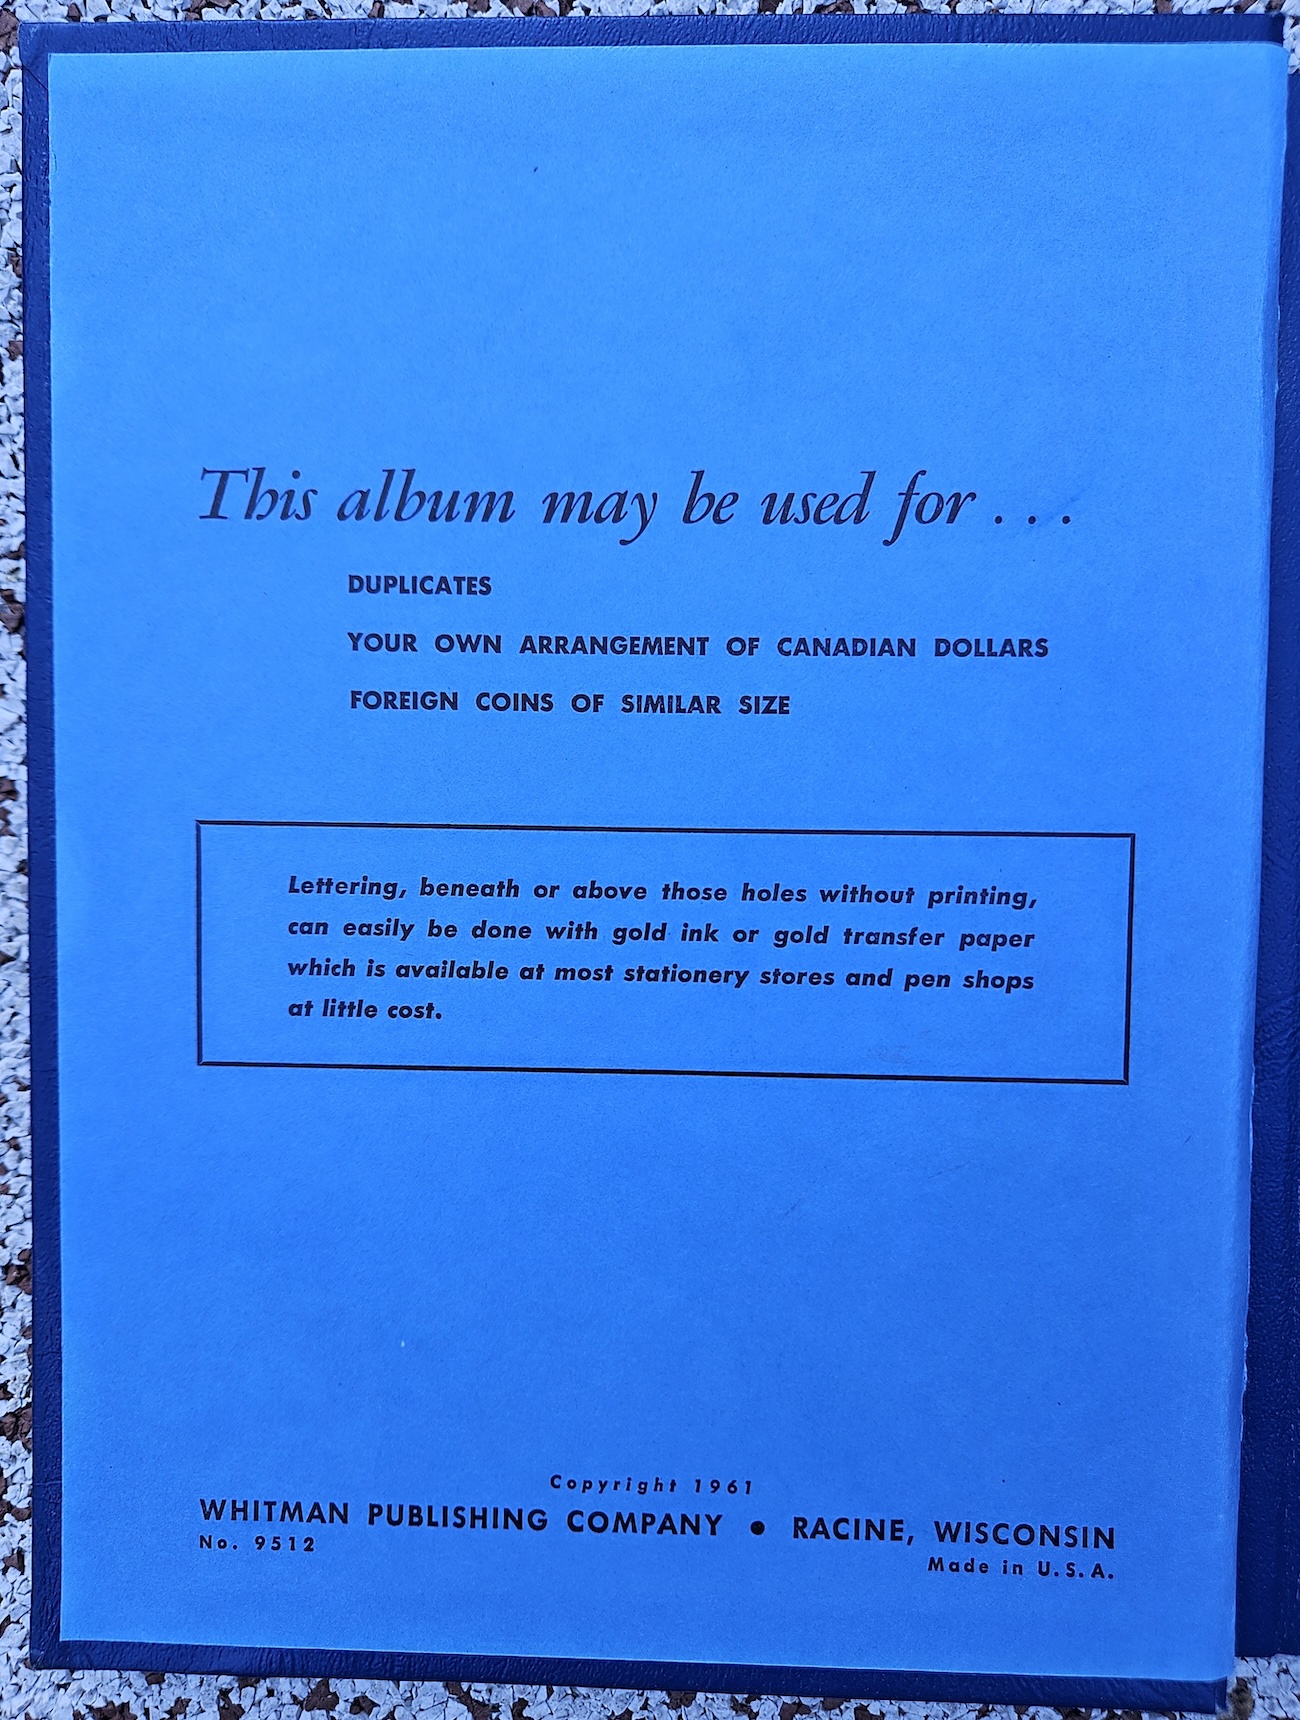 This album may be used for . . .
DUPLICATES
YOUR OWN ARRANGEMENT OF CANADIAN DOLLARS
FOREIGN COINS OF SIMILAR SIZE
Lettering, beneath or above those holes without printing,
can easily be done with gold ink or gold transfer paper
which is available at most stationery stores and pen shops
at little cost.
Copyright 1961
WHITMAN PUBLISHING COMPANY • RACINE, WISCONSIN
No. 9512
Made in U.S.A.